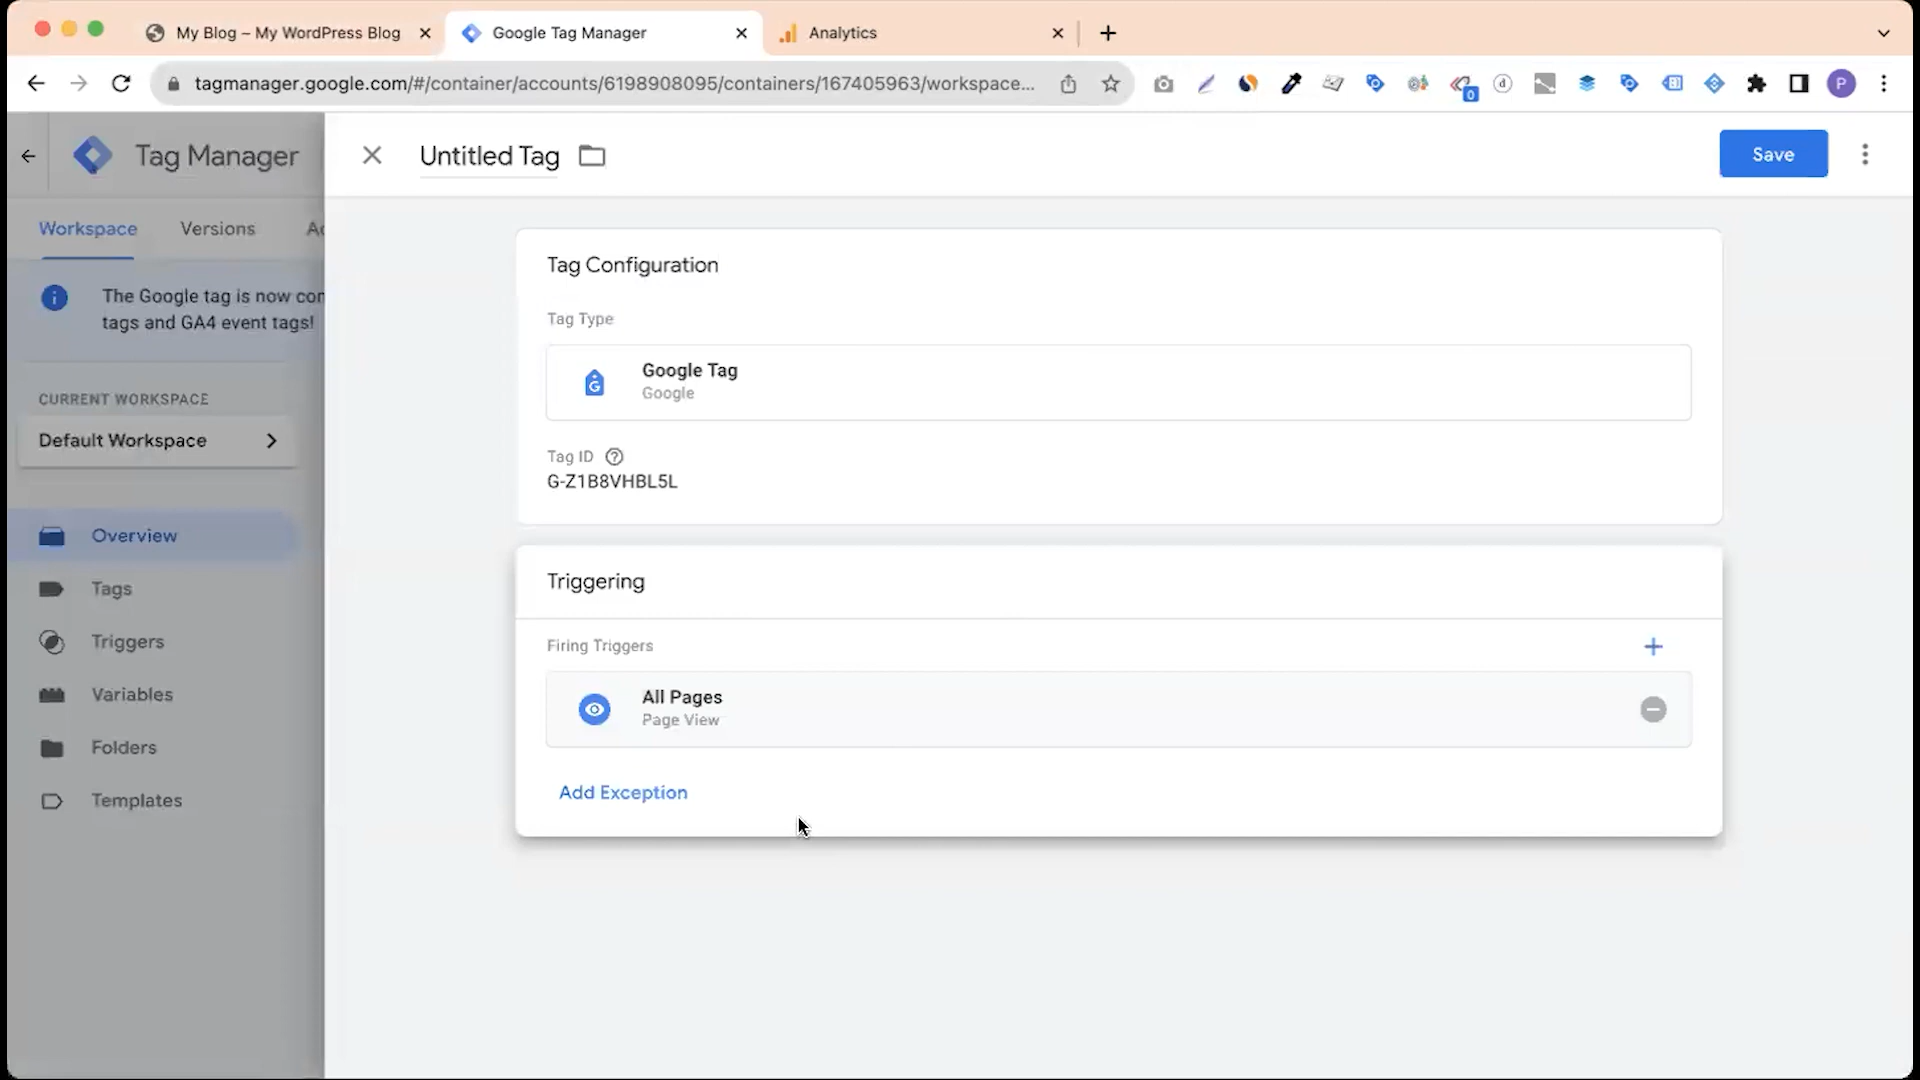 My Blog – My WordPress Blog
Google Tag Manager
Analytics
tagmanager.google.com/#/container/accounts/6198908095/containers/167405963/workspace...
0
d
P
Tag Manager
Untitled Tag
Save
Workspace
Versions
The Google tag is now
tags and GA4 event tags!
CURRENT WORKSPACE
Default Workspace
Overview
Tags
Triggers
Variables
Folders
Templates
Tag Configuration
Tag Type
Google Tag
Google
Tag ID
G-Z1B8VHBL5L
Triggering
Firing Triggers
All Pages
Page View
Add Exception